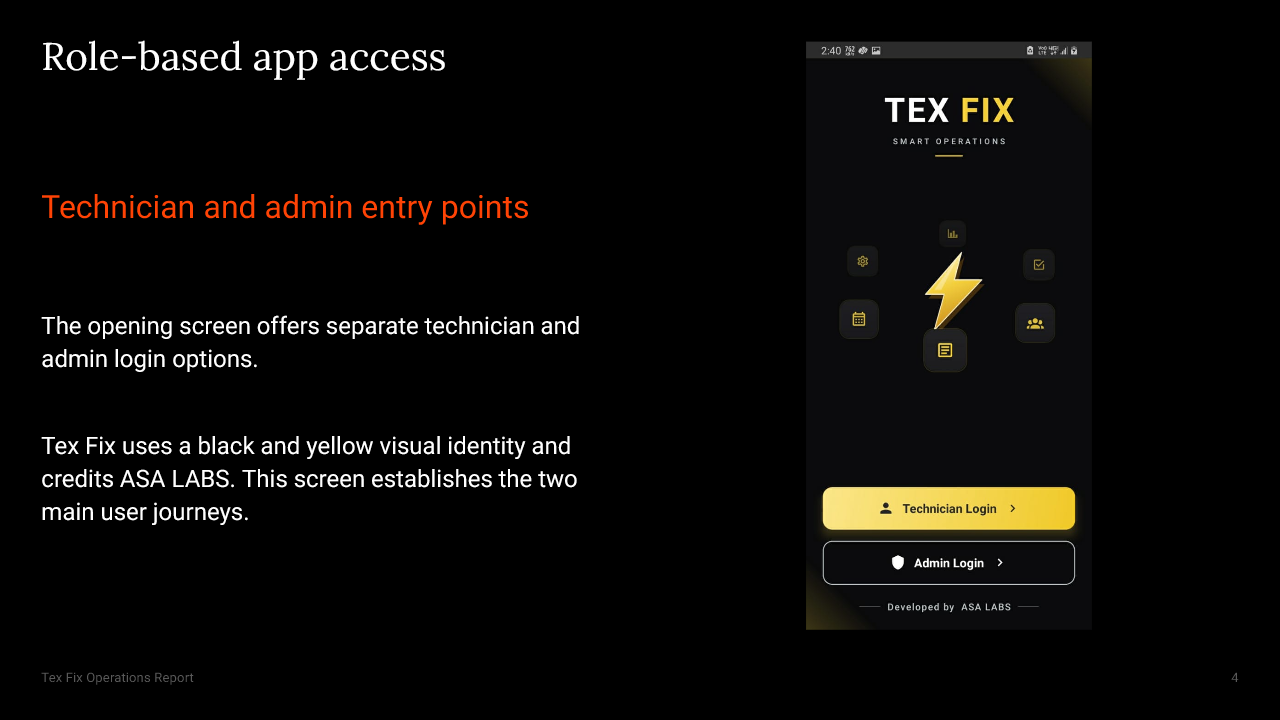 Role-based app access
Technician and admin entry points
The opening screen offers separate technician and
admin login options.
Tex Fix uses a black and yellow visual identity and
credits ASA LABS. This screen establishes the two
main user journeys.
2:40
TEX FIX
SMART OPERATIONS
Technician Login
Admin Login
Developed by ASA LABS
Tex Fix Operations Report
4